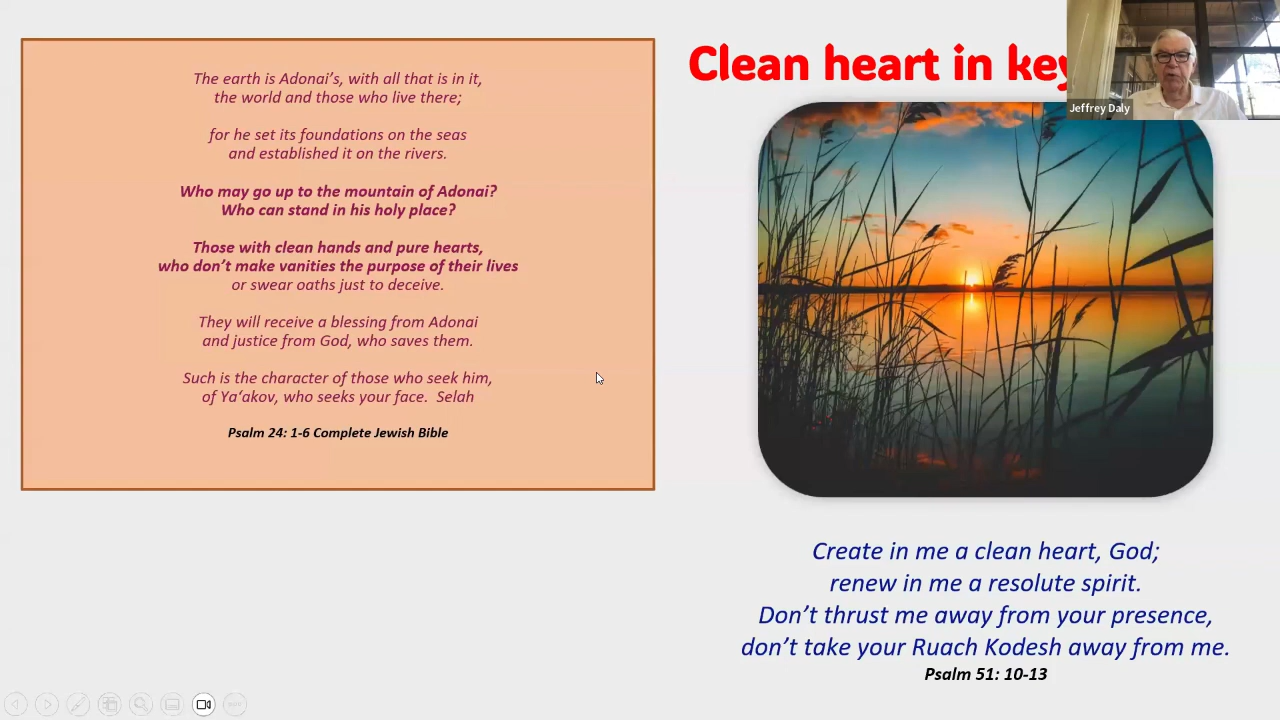 The earth is Adonai’s, with all that is in it,
the world and those who live there;
for he set its foundations on the seas
and established it on the rivers.
Who may go up to the mountain of Adonai?
Who can stand in his holy place?
Those with clean hands and pure hearts,
who don’t make vanities the purpose of their lives
or swear oaths just to deceive.
They will receive a blessing from Adonai
and justice from God, who saves them.
Such is the character of those who seek him,
of Ya‘akov, who seeks your face.  Selah
Psalm 24: 1-6 Complete Jewish Bible
Clean heart in key
Jeffrey Daly
Create in me a clean heart, God;
renew in me a resolute spirit.
Don’t thrust me away from your presence,
don’t take your Ruach Kodesh away from me.
Psalm 51: 10-13